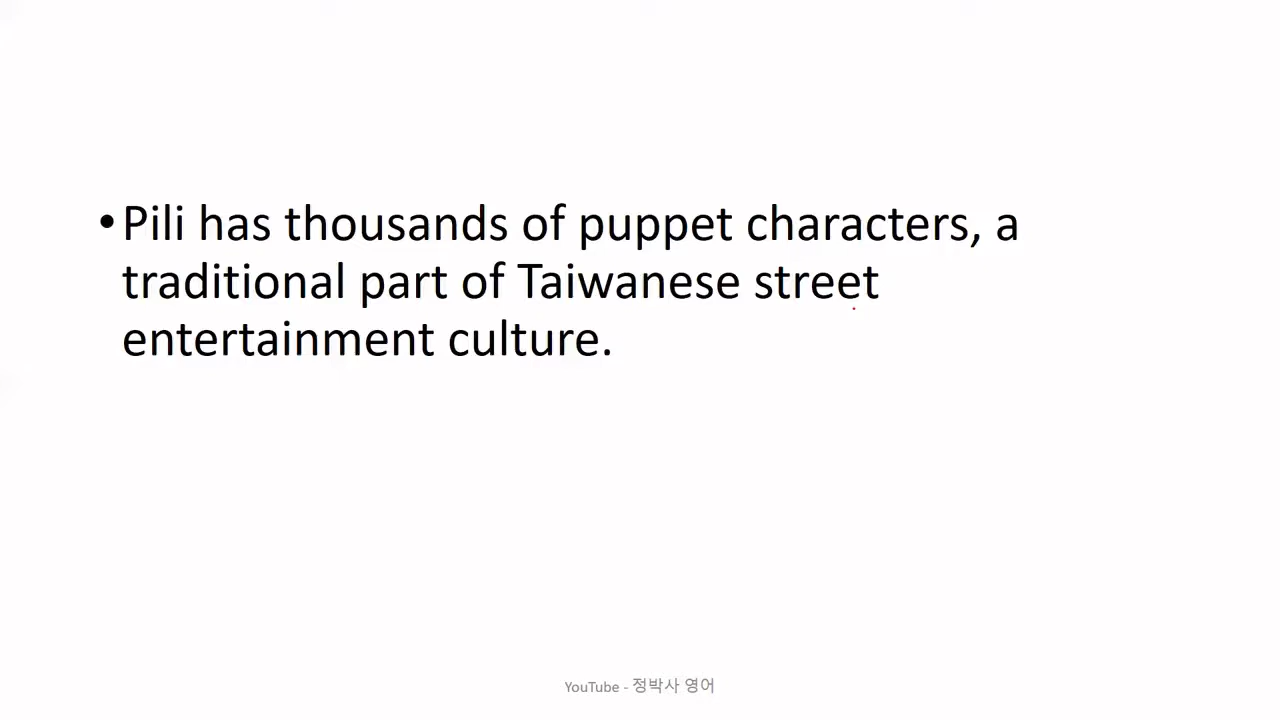 •Pili has thousands of puppet characters, a
traditional part of Taiwanese street
entertainment culture.
YouTube - 정박사 영어